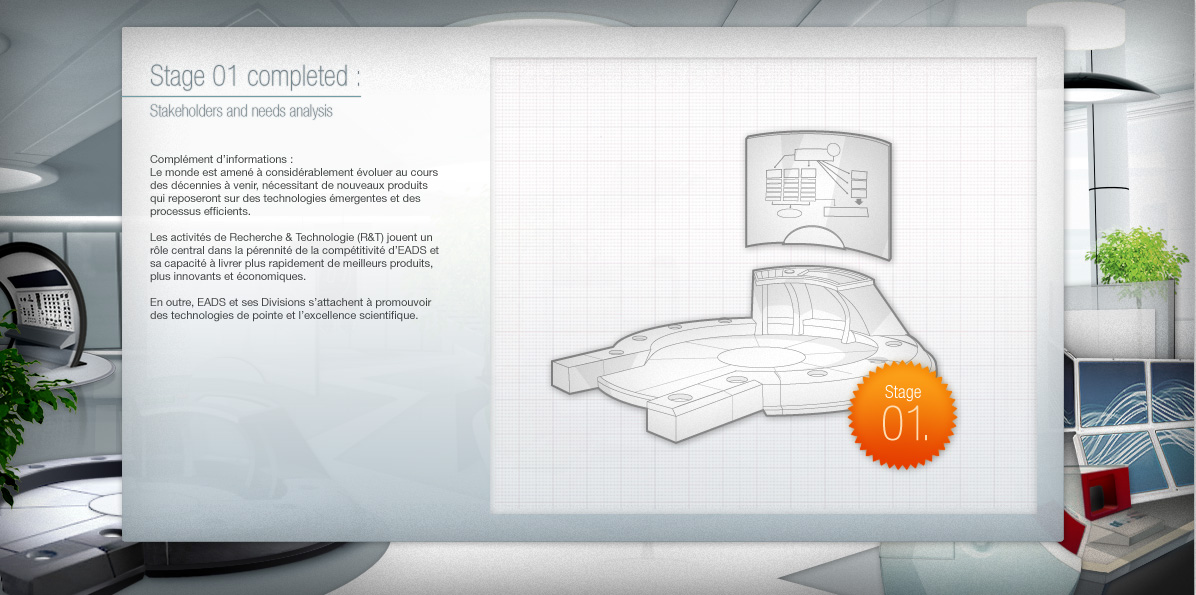 Stage 01 completed :
Stakeholders and needs analysis
Complément d'informations :
Le monde est amené à considérablement évoluer au cours
des décennies à venir, nécessitant de nouveaux produits
qui reposeront sur des technologies émergentes et des
processus efficients.
Les activités de Recherche & Technologie (R&T) jouent un
rôle central dans la pérennité de la compétitivité d'EADS et
sa capacité à livrer plus rapidement de meilleurs produits,
plus innovants et économiques.
En outre, EADS et ses Divisions s'attachent à promouvoir
des technologies de pointe et l'excellence scientifique.
Stage
01.